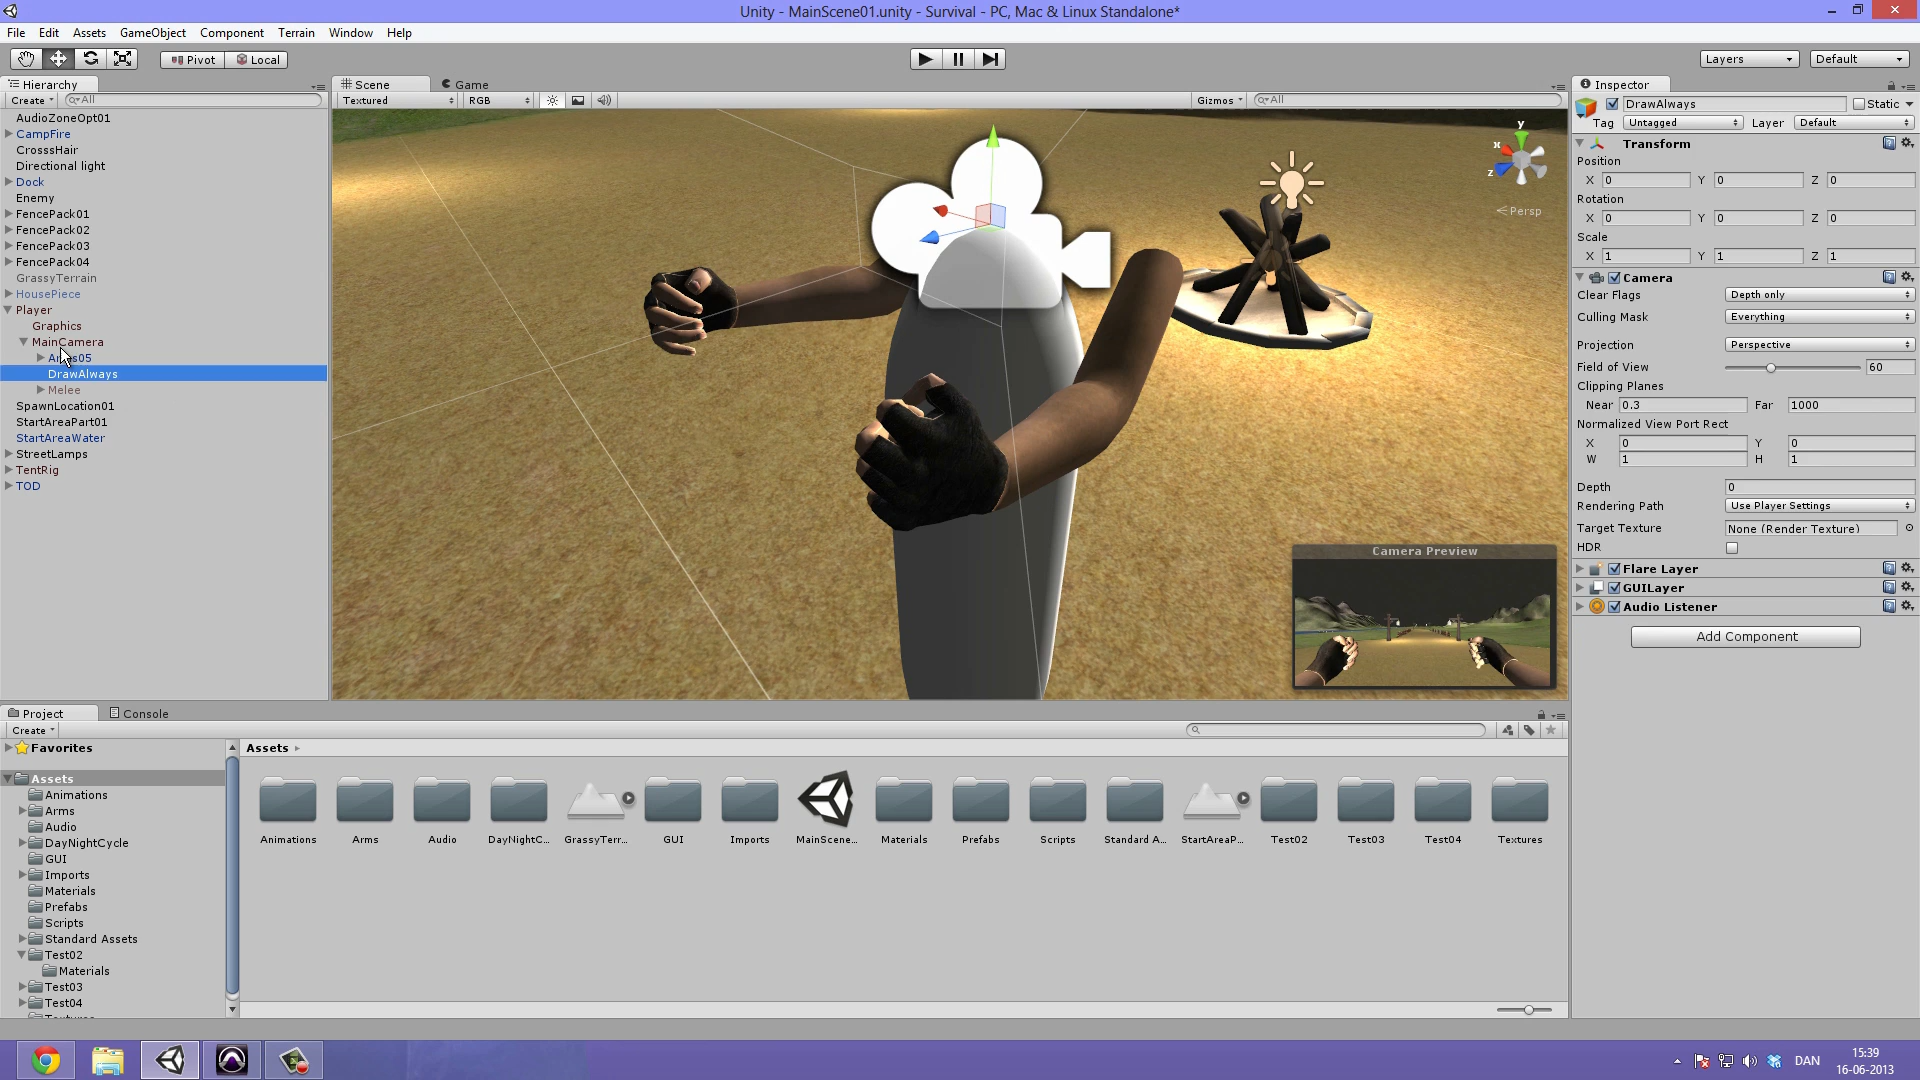 Unity - MainScene01.unity - Survival - PC, Mac & Linux Standalone*
File Edit Assets GameObject Component Terrain Window Help
Pivot Local Layers Default
Hierarchy
Create All
AudioZoneOpt01
CampFire
CrosssHair
Directional light
Dock
Enemy
FencePack01
FencePack02
FencePack03
FencePack04
GrassyTerrain
HousePiece
Player
Graphics
MainCamera
DrawAlways
Melee
SpawnLocation01
StartAreaPart01
StartAreaWater
StreetLamps
TentRig
TOD
Scene Game
Textured RGB Gizmos All
y
x
z
Persp
Camera Preview
Inspector
DrawAlways Static
Tag Untagged Layer Default
Transform
Position
X 0 Y 0 Z 0
Rotation
X 0 Y 0 Z 0
Scale
X 1 Y 1 Z 1
Camera
Clear Flags Depth only
Culling Mask Everything
Projection Perspective
Field of View 60
Clipping Planes
Near 0.3 Far 1000
Normalized View Port Rect
X 0 Y 0
W 1 H 1
Depth 0
Rendering Path Use Player Settings
Target Texture None (Render Texture)
HDR
Flare Layer
GUILayer
Audio Listener
Add Component
Project Console
Create
Favorites
Assets
Animations
Arms
Audio
DayNightCycle
GUI
Imports
Materials
Prefabs
Scripts
Standard Assets
Test02
Materials
Test03
Test04
Assets
Animations Arms Audio DayNightC... GrassyTerr... GUI Imports MainScene... Materials Prefabs Scripts Standard A... StartAreaP... Test02 Test03 Test04 Textures
DAN
15:39
16-06-2013